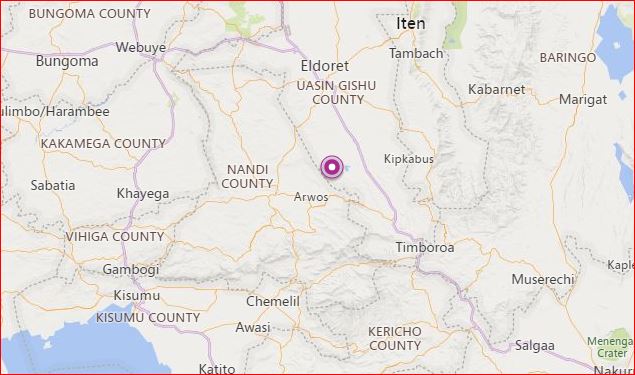 BUNGOMA COUNTY
Iten
Webuye
Tambach
Bungoma
Eldoret
BARINGO
UASIN GISHU
COUNTY
Kabarnet
Marigat
ulimbo/Harambee
KAKAMEGA COUNTY
Kipkabus
NANDI
COUNTY
Sabatia
Khayega
Arwos
VIHIGA COUNTY
Timboroa
Gambogi
Kaple
Muserechi
Kisumu
Chemelil
KISUMU COUNTY
Awasi
KERICHO
COUNTY
Salgaa
Menenga
Crater
Katito
Nakuru